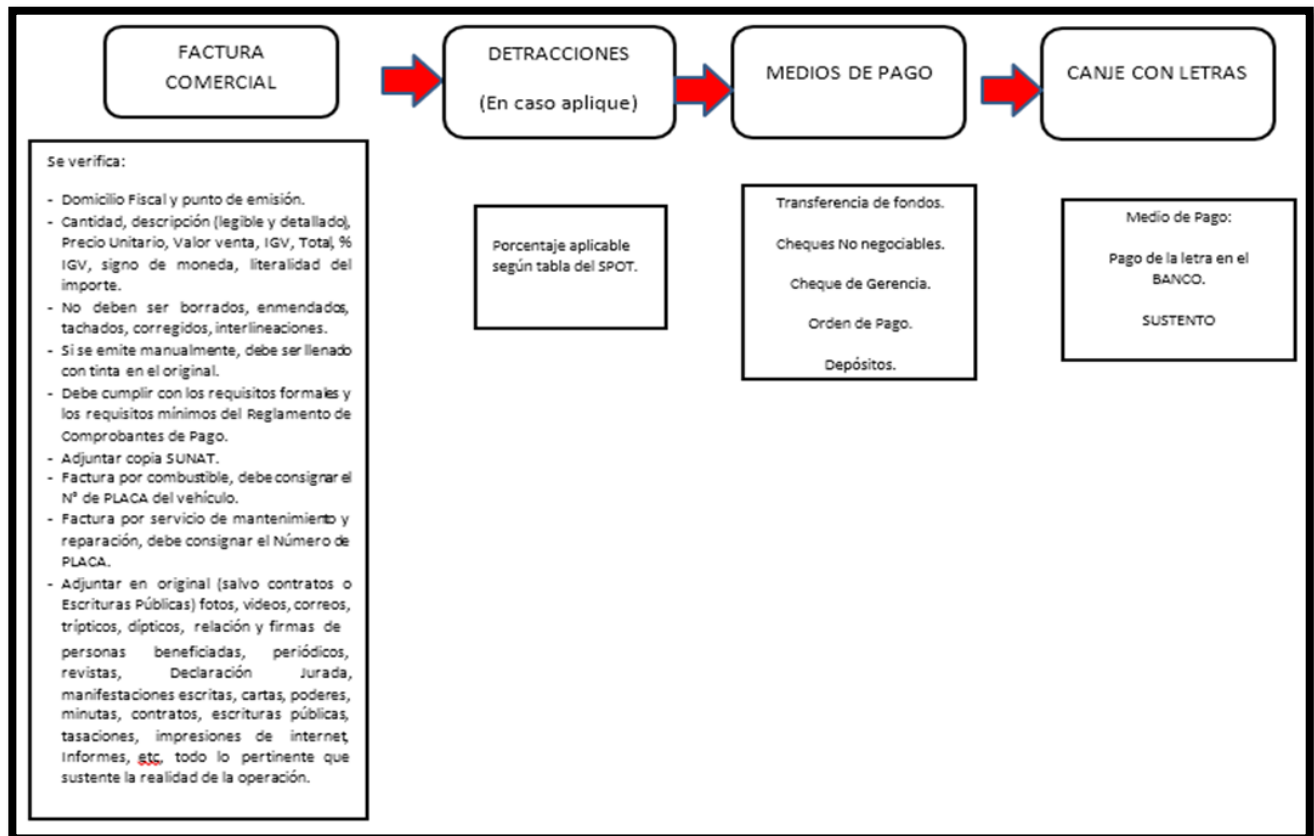 FACTURA
COMERCIAL
DETRACCIONES
(En caso aplique)
MEDIOS DE PAGO
CANJE CON LETRAS
Se verifica:
- Domicilio Fiscal y punto de emisión.
- Cantidad, descripción (legible y detallado),
Precio Unitario, Valor venta, IGV, Total, %
IGV, signo de moneda, literalidad del
importe.
- No deben ser borrados, enmendados,
tachados, corregidos, interlineaciones.
- Si se emite manualmente, debe ser llenado
con tinta en el original.
- Debe cumplir con los requisitos formales y
los requisitos mínimos del Reglamento de
Comprobantes de Pago.
- Adjuntar copia SUNAT.
- Factura por combustible, debe consignar el
N° de PLACA del vehículo.
- Factura por servicio de mantenimiento y
reparación, debe consignar el Número de
PLACA.
- Adjuntar en original (salvo contratos o
Escrituras Públicas) fotos, videos, correos,
trípticos, dípticos, relación y firmas de
personas beneficiadas, periódicos,
revistas, Declaración Jurada,
manifestaciones escritas, cartas, poderes,
minutas, contratos, escrituras públicas,
tasaciones, impresiones de internet,
Informes, etc, todo lo pertinente que
sustente la realidad de la operación.
Porcentaje aplicable
según tabla del SPOT.
Transferencia de fondos.
Cheques No negociables.
Cheque de Gerencia.
Orden de Pago.
Depósitos.
Medio de Pago:
Pago de la letra en el
BANCO.
SUSTENTO